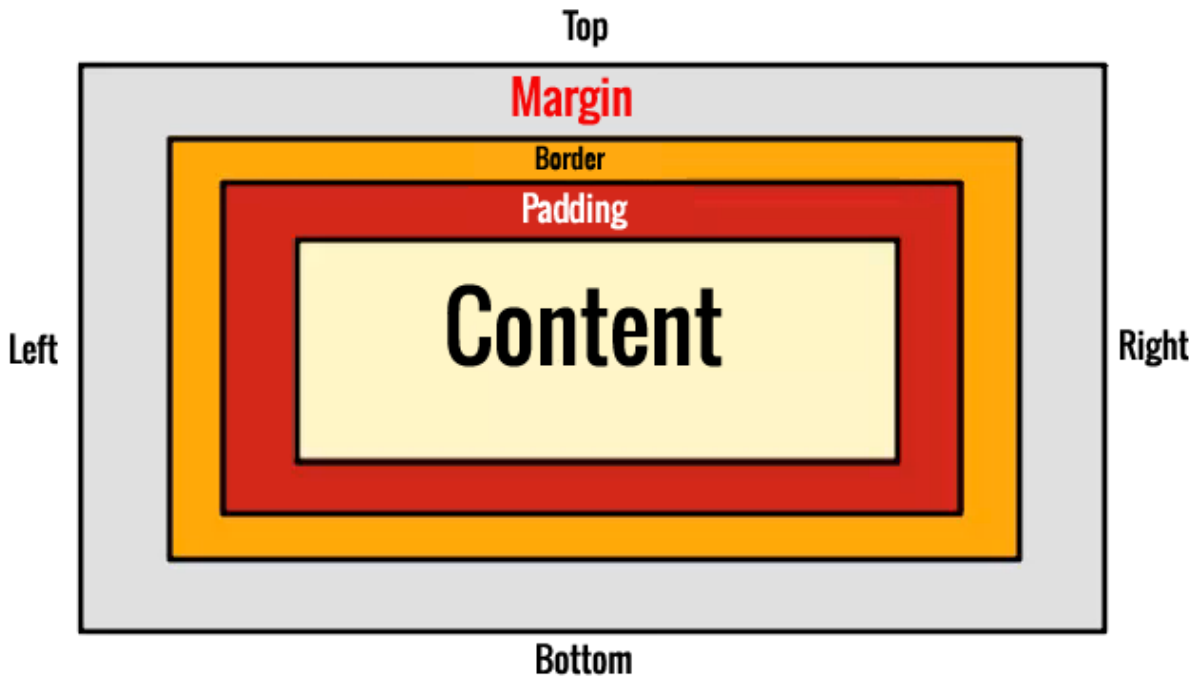 Top
Margin
Border
Padding
Content
Left
Right
Bottom